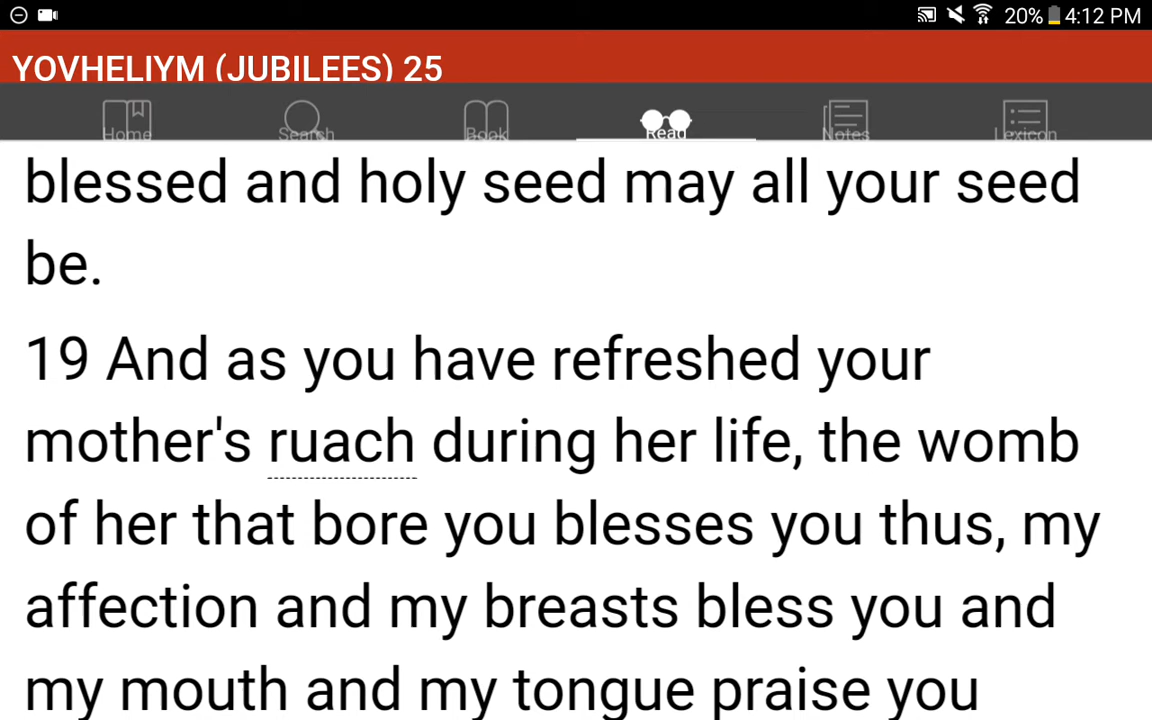 20% 4:12 PM
YOVHELIYM (JUBILEES) 25
Home Search Book Read Notes Lexicon
blessed and holy seed may all your seed
be.
19 And as you have refreshed your
mother's ruach during her life, the womb
of her that bore you blesses you thus, my
affection and my breasts bless you and
my mouth and my tongue praise you